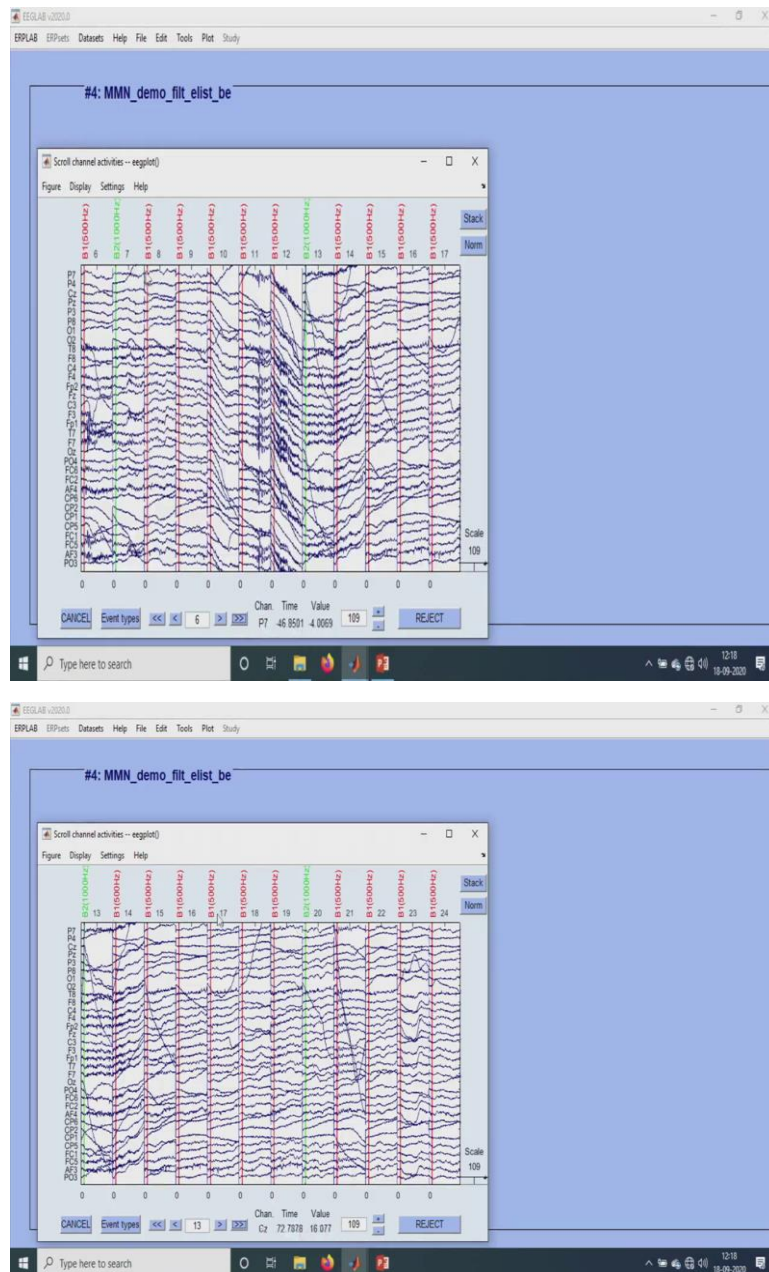 EEGLAB v2020.0
ERPLAB ERPsets Datasets Help File Edit Tools Plot Study
#4: MMN_demo_filt_elist_be
Scroll channel activities -- eegplot()
Figure Display Settings Help
B1(500Hz) B2(1000Hz) B1(500Hz) B1(500Hz) B1(500Hz) B1(500Hz) B1(500Hz) B2(1000Hz) B1(500Hz) B1(500Hz) B1(500Hz) B1(500Hz)
6 7 8 9 10 11 12 13 14 15 16 17
Stack
Norm
P7
P4
Cz
Pz
P3
P8
O1
O2
T8
F8
C4
F4
Fp2
Fz
C3
F3
Fp1
T7
F7
Oz
PO4
FC6
FC2
AF4
CP6
CP2
CP1
CP5
FC1
FC5
AF3
PO3
Scale
109
0 0 0 0 0 0 0 0 0 0 0 0
Chan. Time Value
CANCEL Event types << < 6 > >> P7 -46.8501 -4.0069 109 + - REJECT
Type here to search
12:18
18-09-2020
EEGLAB v2020.0
ERPLAB ERPsets Datasets Help File Edit Tools Plot Study
#4: MMN_demo_filt_elist_be
Scroll channel activities -- eegplot()
Figure Display Settings Help
B2(1000Hz) B1(500Hz) B1(500Hz) B1(500Hz) B1(500Hz) B1(500Hz) B1(500Hz) B2(1000Hz) B1(500Hz) B1(500Hz) B1(500Hz) B1(500Hz)
13 14 15 16 17 18 19 20 21 22 23 24
Stack
Norm
P7
P4
Cz
Pz
P3
P8
O1
O2
T8
F8
C4
F4
Fp2
Fz
C3
F3
Fp1
T7
F7
Oz
PO4
FC6
FC2
AF4
CP6
CP2
CP1
CP5
FC1
FC5
AF3
PO3
Scale
109
0 0 0 0 0 0 0 0 0 0 0 0
Chan. Time Value
CANCEL Event types << < 13 > >> Cz 72.7878 16.077 109 + - REJECT
Type here to search
12:18
18-09-2020